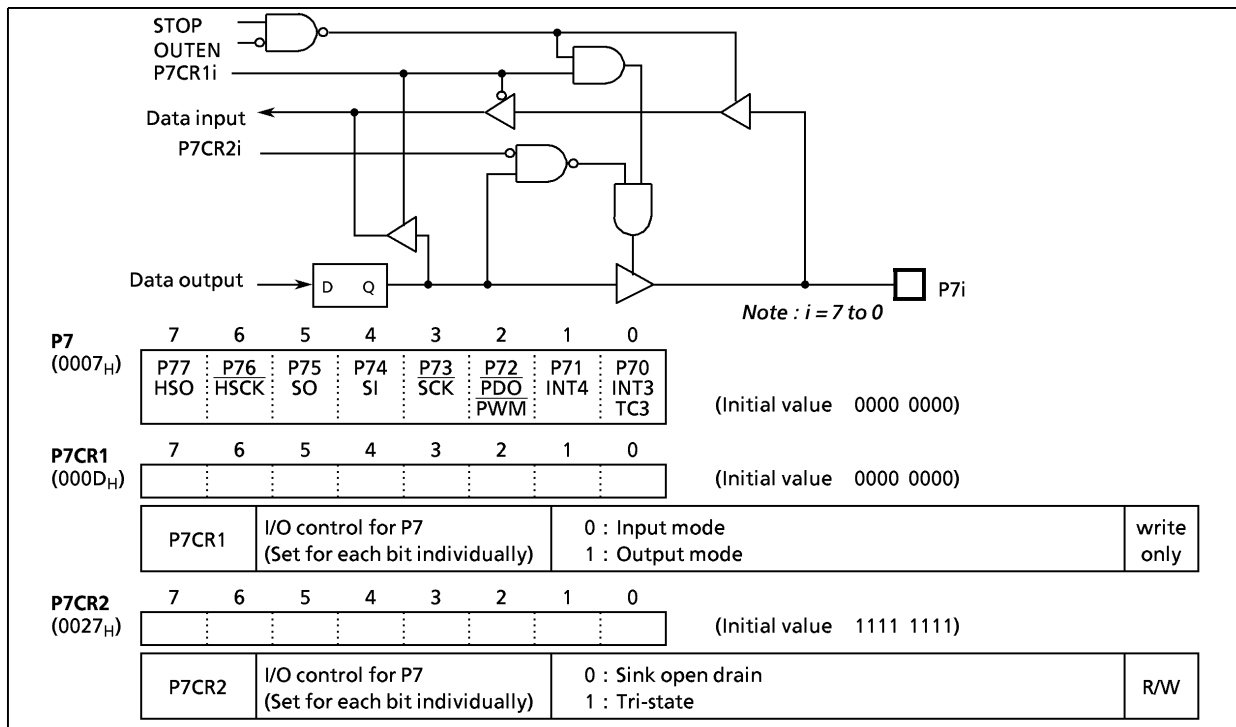 STOP
OUTEN
P7CR1i
Data input
P7CR2i
Data output
D Q
P7i
Note : i = 7 to 0
P7
(0007H)
7 6 5 4 3 2 1 0
P77 P76 P75 P74 P73 P72 P71 P70
HSO HSCK SO SI SCK PDO INT4 INT3
PWM TC3
(Initial value 0000 0000)
P7CR1
(000DH)
7 6 5 4 3 2 1 0
(Initial value 0000 0000)
P7CR1
I/O control for P7
(Set for each bit individually)
0 : Input mode
1 : Output mode
write
only
P7CR2
(0027H)
7 6 5 4 3 2 1 0
(Initial value 1111 1111)
P7CR2
I/O control for P7
(Set for each bit individually)
0 : Sink open drain
1 : Tri-state
R/W